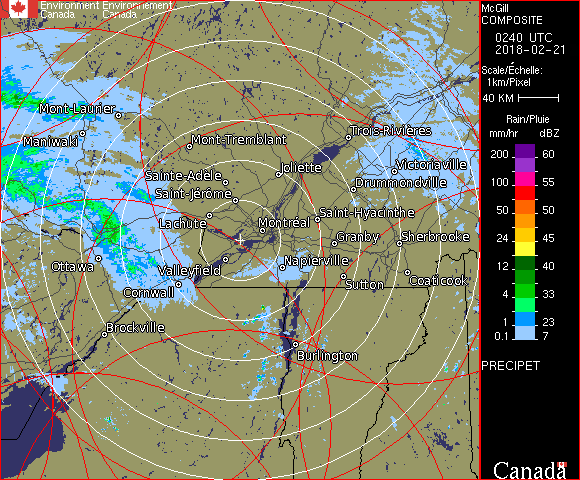 Environment Environnement
Canada Canada
McGill
COMPOSITE
0240 UTC
2018-02-21
Scale/Échelle:
1km/Pixel
40 KM
Rain/Pluie
mm/hr dBZ
200 60
100 55
50 50
24 45
12 40
4 33
1 23
0.1 7
PRECIPET
Canada
Mont-Laurier
Trois-Rivières
Maniwaki
Mont-Tremblant
Victoriaville
Sainte-Adèle
Joliette
Drummondville
Saint-Jérôme
Saint-Hyacinthe
Lachute
Montréal
Granby
Sherbrooke
Ottawa
Valleyfield
Napierville
Cornwall
Sutton
Coaticook
Brockville
Burlington